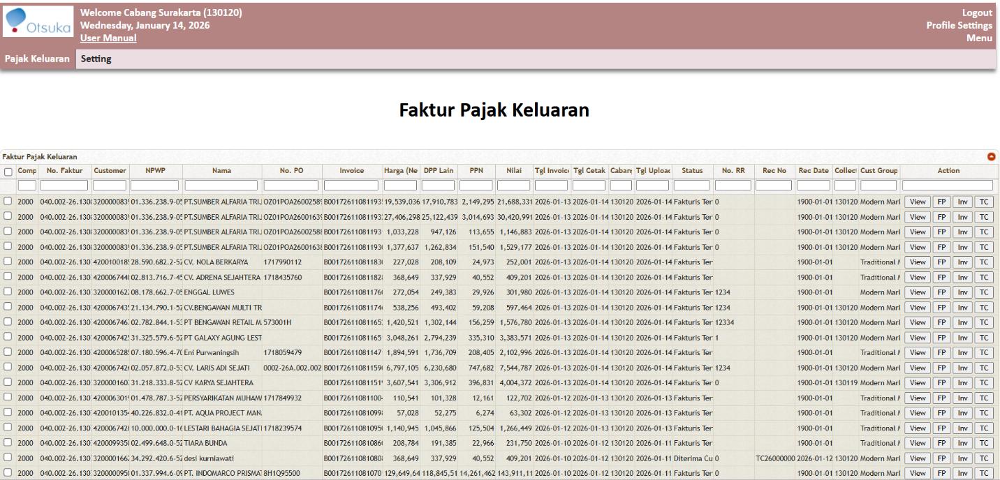 Otsuka
Welcome Cabang Surakarta (130120)
Wednesday, January 14, 2026
User Manual
Logout
Profile Settings
Menu
Pajak Keluaran Setting
Faktur Pajak Keluaran
Faktur Pajak Keluaran
Comp No. Faktur Customer NPWP Nama No. PO Invoice Harga (Ne DPP Lain PPN Nilai Tgl Invoic Tgl Cetak Cabang Tgl Upload Status No. RR Rec No Rec Date Collec Cust Group Action
2000 040.002-26.130 320000083 01.336.238.9-05 PT.SUMBER ALFARIA TRIJ OZ01POA2600258 B00172611081193 19,539,036 17,910,783 2,149,295 21,688,331 2026-01-13 2026-01-14 130120 2026-01-14 Fakturis Ter 0 1900-01-01 130120 Modern Mar View FP Inv TC
2000 040.002-26.130 320000083 01.336.238.9-05 PT.SUMBER ALFARIA TRIJ OZ01POA2600163 B00172611081193 27,406,298 25,122,439 3,014,693 30,420,991 2026-01-13 2026-01-14 130120 2026-01-14 Fakturis Ter 0 1900-01-01 130120 Modern Mar View FP Inv TC
2000 040.002-26.130 320000083 01.336.238.9-05 PT.SUMBER ALFARIA TRIJ OZ01POA2600258 B00172611081193 1,033,228 947,126 113,655 1,146,883 2026-01-13 2026-01-14 130120 2026-01-14 Fakturis Ter 0 1900-01-01 130120 Modern Mar View FP Inv TC
2000 040.002-26.130 320000083 01.336.238.9-05 PT.SUMBER ALFARIA TRIJ OZ01POA2600163 B00172611081193 1,377,637 1,262,834 151,540 1,529,177 2026-01-13 2026-01-14 130120 2026-01-14 Fakturis Ter 0 1900-01-01 130120 Modern Mar View FP Inv TC
2000 040.002-26.130 420010018 28.590.682.2-52 CV. NOLA BERKARYA 1717990112 B00172611081183 227,028 208,109 24,973 252,001 2026-01-13 2026-01-14 130120 2026-01-14 Fakturis Ter 1900-01-01 Traditional View FP Inv TC
2000 040.002-26.130 420006744 02.813.716.7-45 CV. ADRENA SEJAHTERA 1718435760 B00172611081182 368,649 337,929 40,552 409,201 2026-01-13 2026-01-14 130120 2026-01-14 Fakturis Ter 1900-01-01 Traditional View FP Inv TC
2000 040.002-26.130 320000162 08.178.662.7-05 ENGGAL LUWES B00172611081176 272,054 249,383 29,926 301,980 2026-01-13 2026-01-14 130120 2026-01-14 Fakturis Ter 1234 1900-01-01 Modern Mar View FP Inv TC
2000 040.002-26.130 420006743 21.134.790.1-52 CV.BENGAWAN MULTI TR B00172611081174 538,256 493,402 59,208 597,464 2026-01-13 2026-01-14 130120 2026-01-14 Fakturis Ter 1234 1900-01-01 130120 Modern Mar View FP Inv TC
2000 040.002-26.130 420006746 02.782.844.1-53 PT BENGAWAN RETAIL M 573001H B00172611081165 1,420,521 1,302,144 156,259 1,576,780 2026-01-13 2026-01-14 130120 2026-01-14 Fakturis Ter 12334 1900-01-01 130120 Modern Mar View FP Inv TC
2000 040.002-26.130 420006742 31.325.579.6-52 PT GALAXY AGUNG LEST B00172611081165 3,048,261 2,794,239 335,310 3,383,571 2026-01-13 2026-01-14 130120 2026-01-14 Fakturis Ter 1 1900-01-01 130120 Modern Mar View FP Inv TC
2000 040.002-26.130 420006528 07.180.596.4-70 Eni Purwaningsih 1718059479 B00172611081147 1,894,591 1,736,709 208,405 2,102,996 2026-01-13 2026-01-14 130120 2026-01-14 Fakturis Ter 1900-01-01 Traditional View FP Inv TC
2000 040.002-26.130 420006742 02.057.872.0-53 CV. LARIS ADI SEJATI 0002-26A.002.002 B00172611081159 6,797,105 6,230,680 747,682 7,544,787 2026-01-13 2026-01-14 130120 2026-01-14 Fakturis Ter 1234 1900-01-01 130120 Modern Mar View FP Inv TC
2000 040.002-26.130 320000160 31.218.333.8-52 CV KARYA SEJAHTERA B00172611081151 3,607,541 3,306,912 396,831 4,004,372 2026-01-13 2026-01-14 130120 2026-01-14 Fakturis Ter 0 1900-01-01 130119 Modern Mar View FP Inv TC
2000 040.002-26.130 420006301 01.478.787.3-52 PERSYARIKATAN MUHAM 1717849932 B00172611081100 110,541 101,328 12,161 122,702 2026-01-12 2026-01-13 130120 2026-01-13 Fakturis Ter 1900-01-01 Traditional View FP Inv TC
2000 040.002-26.130 420010135 40.226.832.0-41 PT. AQUA PROJECT MAN B0017261108109 57,028 52,275 6,274 63,302 2026-01-12 2026-01-13 130120 2026-01-13 Fakturis Ter 1900-01-01 Traditional View FP Inv TC
2000 040.002-26.130 420006742 10.000.000.0-16 LESTARI BAHAGIA SEJATI 1718239574 B00172611081095 1,140,945 1,045,866 125,504 1,266,449 2026-01-12 2026-01-13 130120 2026-01-13 Fakturis Ter 1900-01-01 Traditional View FP Inv TC
2000 040.002-26.130 420009935 02.499.648.0-52 TIARA BUNDA B00172611081086 208,784 191,385 22,966 231,750 2026-01-10 2026-01-12 130120 2026-01-11 Fakturis Ter 1900-01-01 Traditional View FP Inv TC
2000 040.002-26.130 320000166 34.292.420.6-52 desi kurniawati B00172611081080 368,649 337,929 40,552 409,201 2026-01-10 2026-01-12 130120 2026-01-11 Diterima Cu 0 TC26000000 2026-01-12 130120 Modern Mar View FP Inv TC
2000 040.002-26.130 320000095 01.337.994.6-09 PT. INDOMARCO PRISMAT 8H1Q95500 B00172611081070 129,649,64 118,845,51 14,261,462 143,911,11 2026-01-10 2026-01-12 130120 2026-01-11 Fakturis Ter 0 1900-01-01 130120 Modern Mar View FP Inv TC